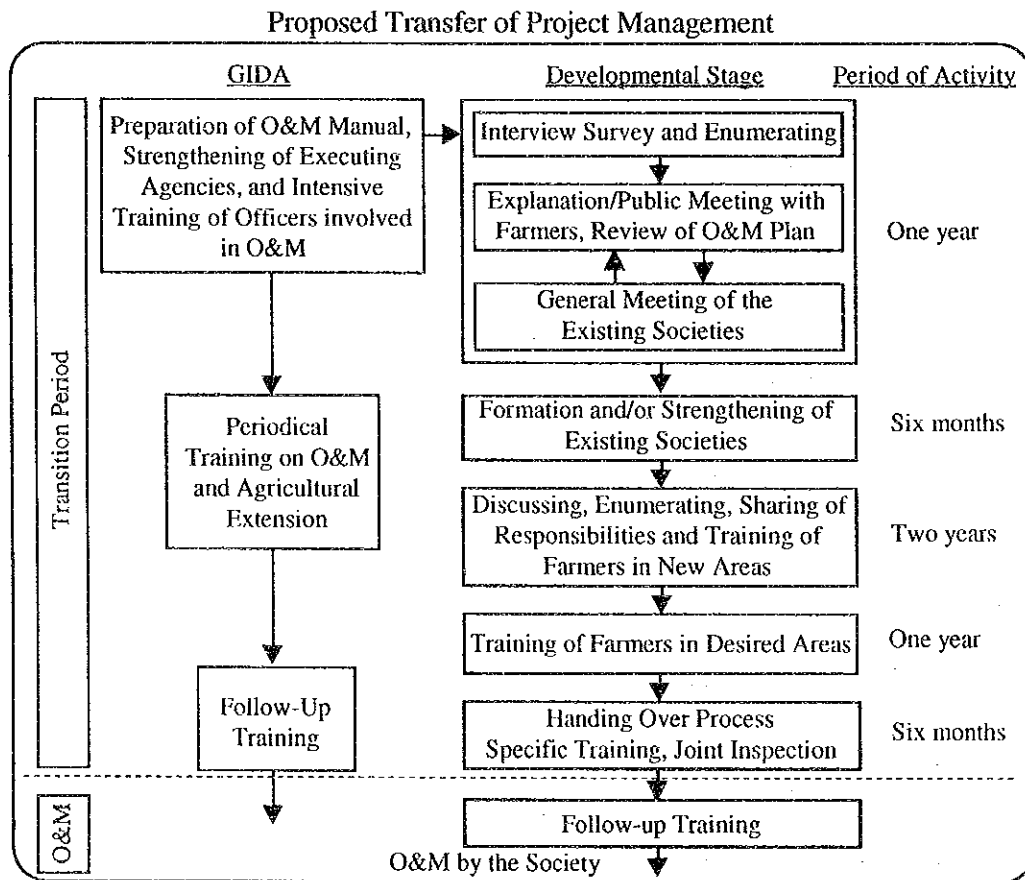 Proposed Transfer of Project Management
GIDA
Developmental Stage
Period of Activity
Transition Period
Preparation of O&M Manual,
Strengthening of Executing
Agencies, and Intensive
Training of Officers involved
in O&M
Periodical
Training on O&M
and Agricultural
Extension
Follow-Up
Training
Interview Survey and Enumerating
Explanation/Public Meeting with
Farmers, Review of O&M Plan
General Meeting of the
Existing Societies
One year
Formation and/or Strengthening of
Existing Societies
Six months
Discussing, Enumerating, Sharing of
Responsibilities and Training of
Farmers in New Areas
Two years
Training of Farmers in Desired Areas
One year
Handing Over Process
Specific Training, Joint Inspection
Six months
O&M
Follow-up Training
O&M by the Society